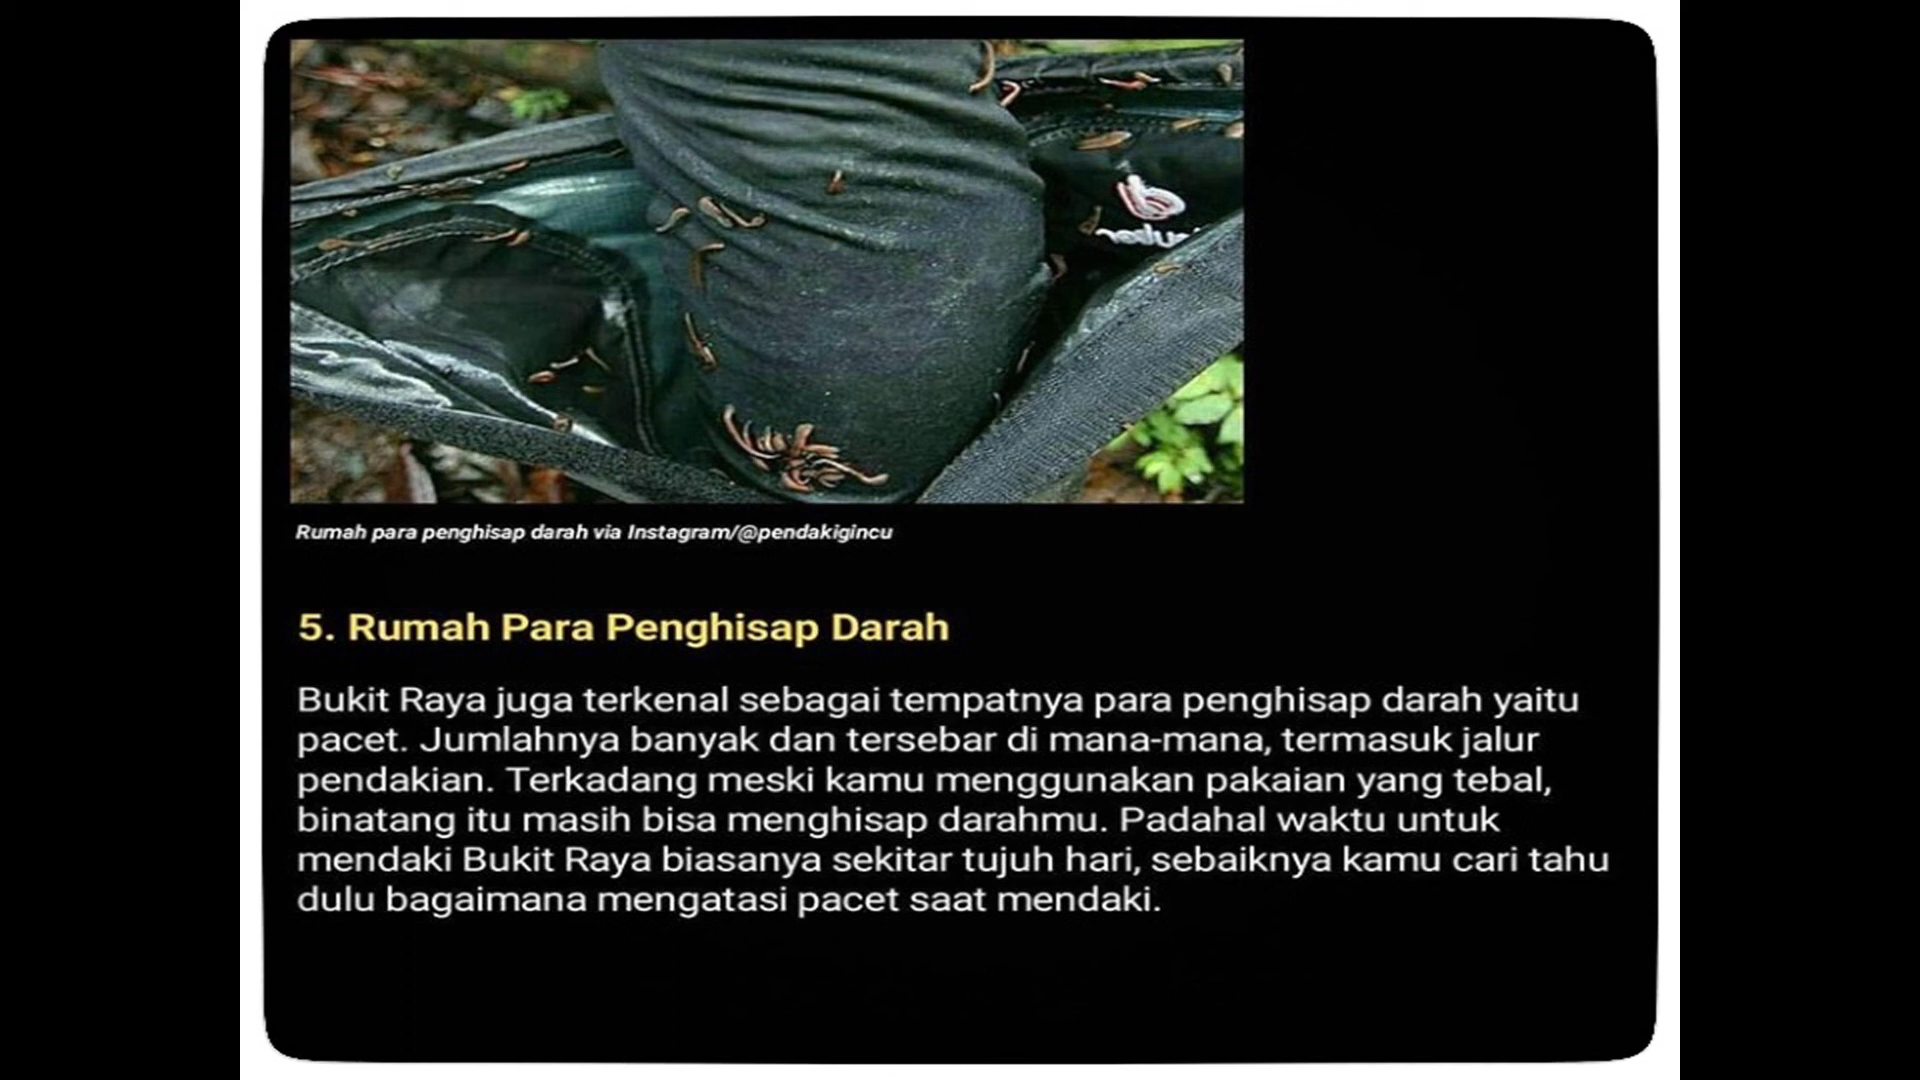 Rumah para penghisap darah via Instagram/@pendakigincu
5. Rumah Para Penghisap Darah
Bukit Raya juga terkenal sebagai tempatnya para penghisap darah yaitu
pacet. Jumlahnya banyak dan tersebar di mana-mana, termasuk jalur
pendakian. Terkadang meski kamu menggunakan pakaian yang tebal,
binatang itu masih bisa menghisap darahmu. Padahal waktu untuk
mendaki Bukit Raya biasanya sekitar tujuh hari, sebaiknya kamu cari tahu
dulu bagaimana mengatasi pacet saat mendaki.